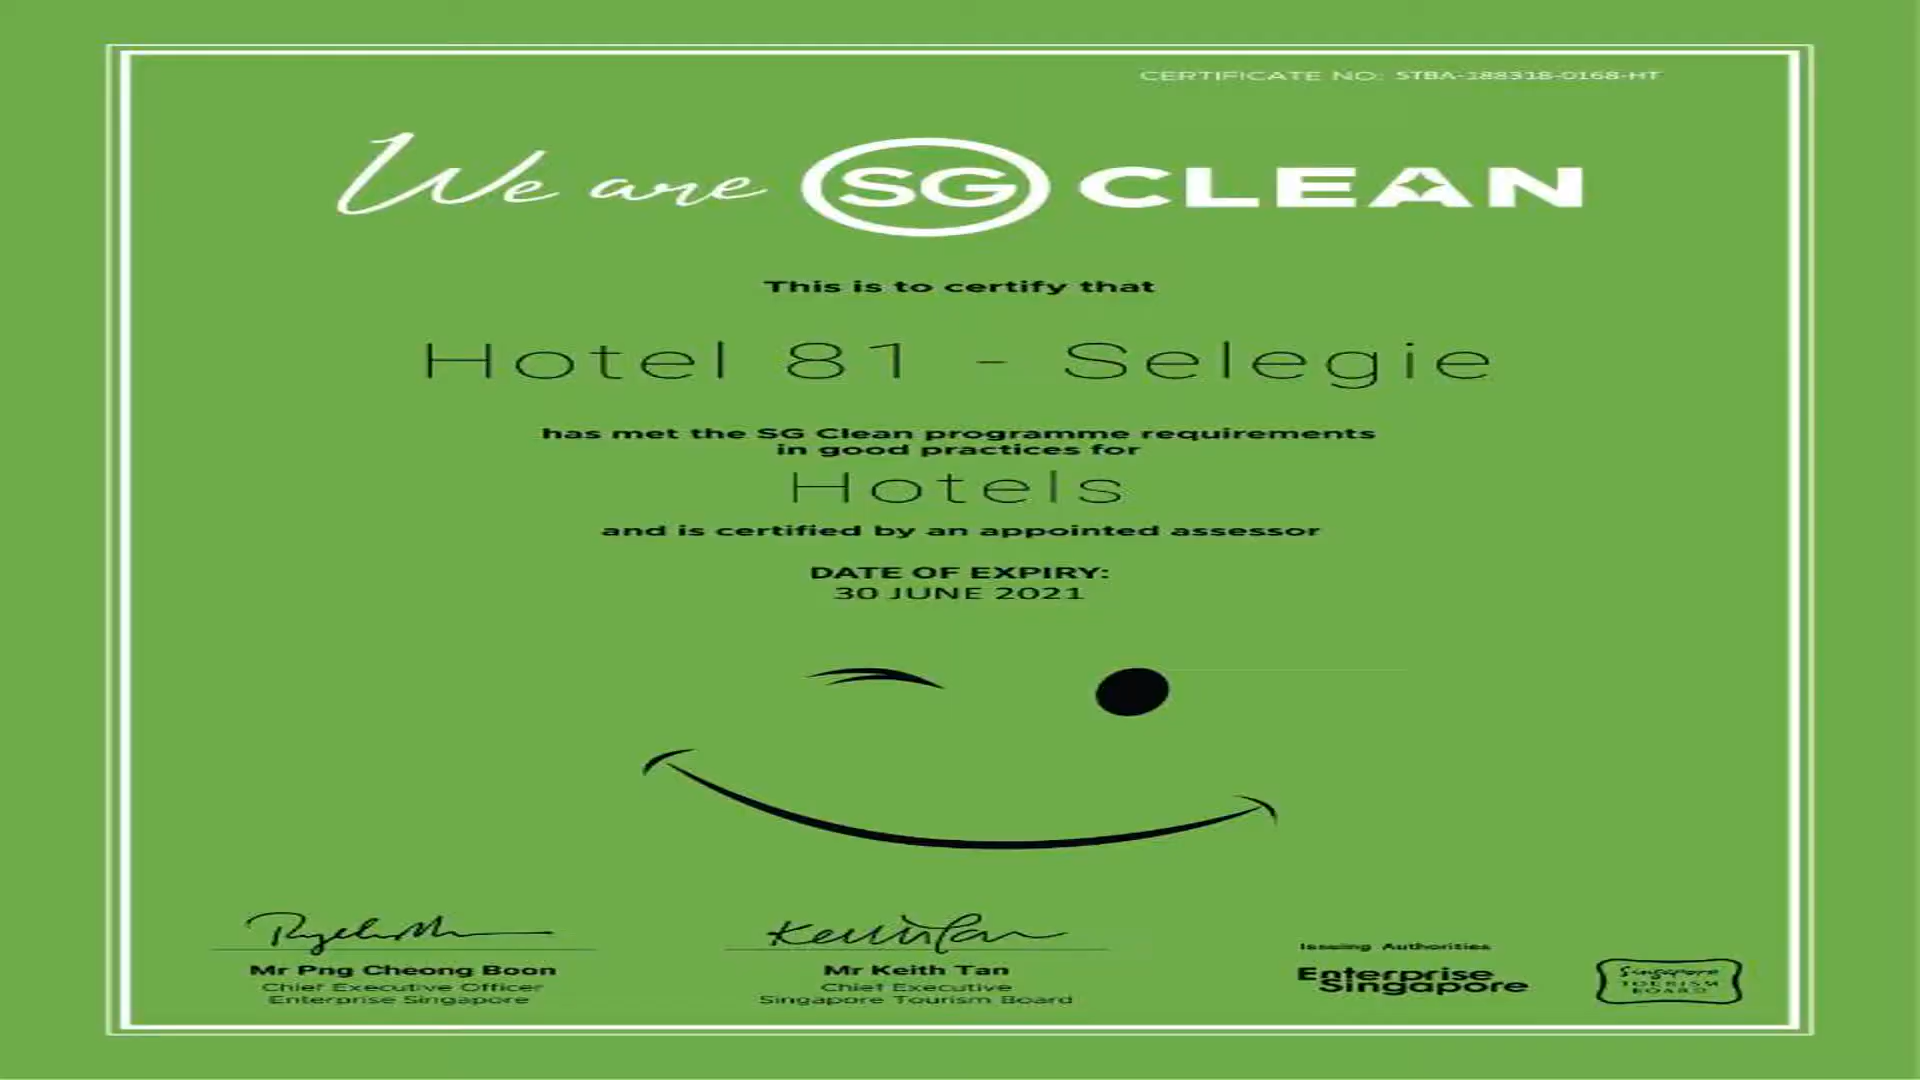 CERTIFICATE NO: STBA-188318-0168-HT
We are SG CLEAN
This is to certify that
Hotel 81 - Selegie
has met the SG Clean programme requirements
in good practices for
Hotels
and is certified by an appointed assessor
DATE OF EXPIRY:
30 JUNE 2021
Mr Png Cheong Boon
Chief Executive Officer
Enterprise Singapore
Mr Keith Tan
Chief Executive
Singapore Tourism Board
Issuing Authorities
Enterprise
Singapore
Singapore
TOURISM
BOARD